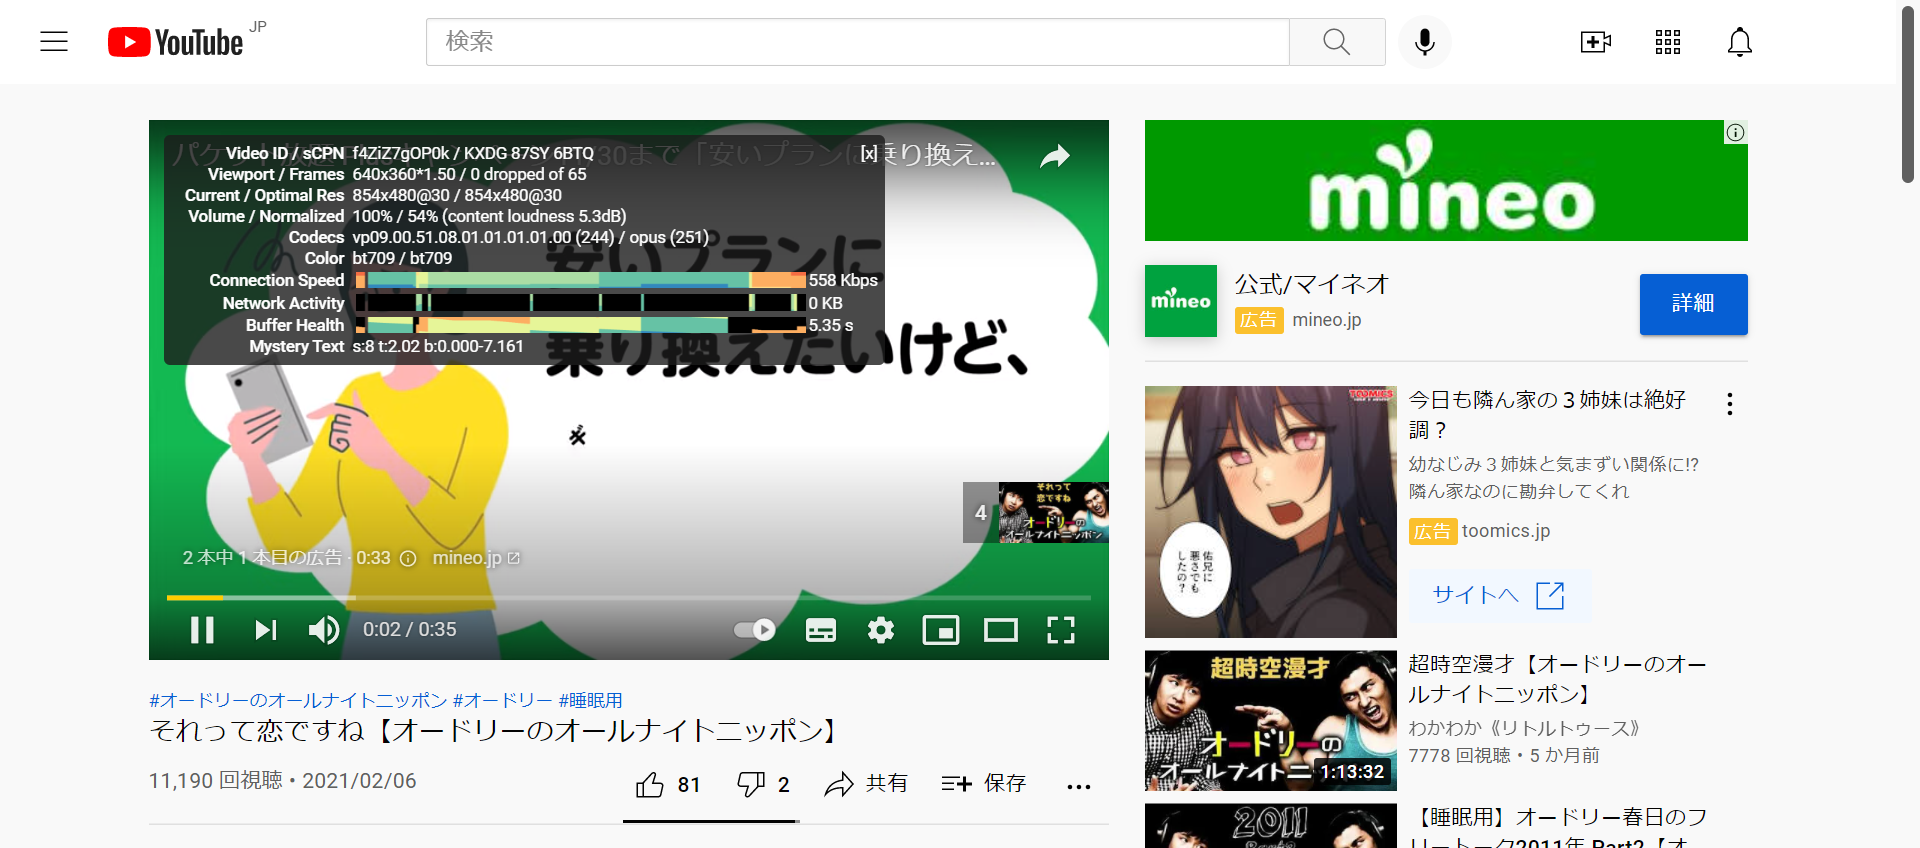 YouTube JP
検索
Video ID / sCPN f4ZiZ7gOP0k / KXDG 87SY 6BTQ
[x]
乗り換え...
Viewport / Frames 640x360*1.50 / 0 dropped of 65
Current / Optimal Res 854x480@30 / 854x480@30
Volume / Normalized 100% / 54% (content loudness 5.3dB)
Codecs vp09.00.51.08.01.01.01.01.00 (244) / opus (251)
Color bt709 / bt709
Connection Speed 558 Kbps
Network Activity 0 KB
Buffer Health 5.35 s
Mystery Text s:8 t:2.02 b:0.000-7.161
安いプランに
乗り換えたいけど、
4
それって
恋ですね
オードリーの
オールナイトニッポン
2 本中 1 本目の広告 · 0:33
mineo.jp
0:02 / 0:35
#オードリーのオールナイトニッポン #オードリー #睡眠用
それって恋ですね【オードリーのオールナイトニッポン】
11,190 回視聴・2021/02/06
81
2
共有
保存
mineo
mineo
公式/マイネオ
広告 mineo.jp
詳細
TOOMICS
佑兄に
悪さでも
したの?
今日も隣ん家の３姉妹は絶好
調？
幼なじみ３姉妹と気まずい関係に!?
隣ん家なのに勘弁してくれ
広告 toomics.jp
サイトへ
超時空漫才
オードリーの
オールナイトニ
1:13:32
超時空漫才【オードリーのオー
ルナイトニッポン】
わかわか《リトルトゥース》
7778 回視聴・5 か月前
2011
Part2
【睡眠用】オードリー春日のフ
リートーク2011年 Part2【オ